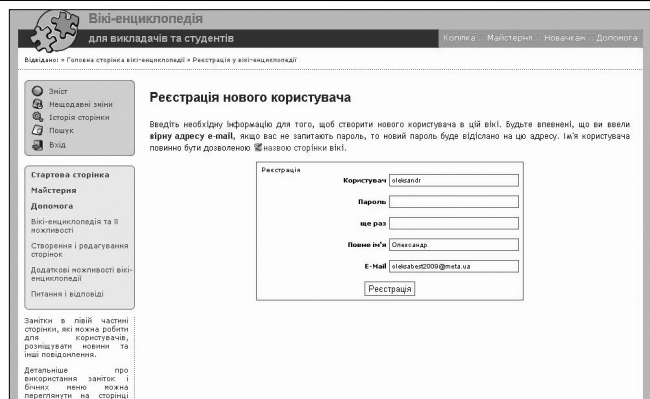 Вікі-енциклопедія
для викладачів та студентів
Копілка :: Майстерня :: Новачкам :: Допомога
Відвідано: » Головна сторінка вікі-енциклопедії » Реєстрація у вікі-енциклопедії
Зміст
Нещодавні зміни
Історія сторінки
Пошук
Вхід
Стартова сторінка
Майстерня
Допомога
Вікі-енциклопедія та її
можливості
Створення і редагування
сторінок
Додаткові можливості вікі-
енциклопедії
Питання і відповіді
Замітки в лівій частині
сторінки, які можна робити
для користувачів,
розміщувати новини та
інші повідомлення.
Детальніше про
використання заміток і
бічних меню можна
переглянути на сторінці
Реєстрація нового користувача
Введіть необхідну інформацію для того, щоб створити нового користувача в цій вікі. Будьте впевнені, що ви ввели
вірну адресу e-mail, якщо вас не запитають пароль, то новий пароль буде відіслано на цю адресу. Ім'я користувача
повинно бути дозволеною назвою сторінки вікі.
Реєстрація
Користувач oleksandr
Пароль
ще раз
Повне ім'я Олександр
E-Mail oleksabest2009@meta.ua
Реєстрація